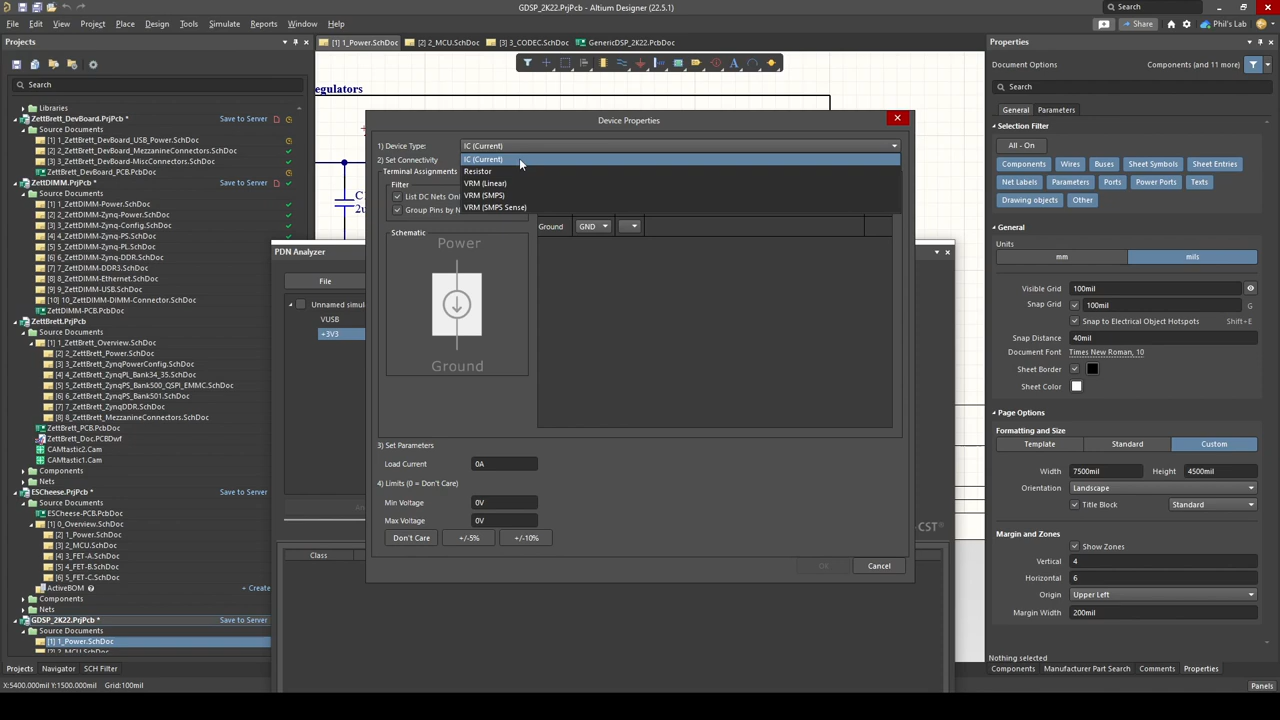 GDSP_2K22.PrjPcb - Altium Designer (22.5.1)
Search
File Edit View Project Place Design Tools Simulate Reports Window Help
Share
Phil's Lab
Projects
[1] 1_Power.SchDoc
[2] 2_MCU.SchDoc
[3] 3_CODEC.SchDoc
GenericDSP_2K22.PcbDoc
Properties
Document Options
Components (and 11 more)
Search
Search
egulators
General
Parameters
Libraries
ZettBrett_DevBoard.PrjPcb *
Save to Server
Source Documents
[1] 1_ZettBrett_DevBoard_USB_Power.SchDoc
[2] 2_ZettBrett_DevBoard-Connectors.SchDoc
[3] 3_ZettBrett_DevBoard-MiscConnectors.SchDoc
ZettBrett_DevBoard_PCB.PcbDoc
ZettDIMM.PrjPcb *
Save to Server
Source Documents
[1] 1_ZettDIMM-Power.SchDoc
[2] 2_ZettDIMM-Zynq-Power.SchDoc
[3] 3_ZettDIMM-Zynq-Config.SchDoc
[4] 4_ZettDIMM-Zynq-PL.SchDoc
[5] 5_ZettDIMM-Zynq-PS.SchDoc
[6] 6_ZettDIMM-Zynq-DDR.SchDoc
[7] 7_ZettDIMM-DDR3.SchDoc
[8] 8_ZettDIMM-Ethernet.SchDoc
[9] 9_ZettDIMM-USB.SchDoc
[10] 10_ZettDIMM-DIMM-Connector.SchDoc
ZettDIMM-PCB.PcbDoc
ZettBrett.PrjPcb
Source Documents
[1] 1_ZettBrett_Overview.SchDoc
[2] 2_ZettBrett_Power.SchDoc
[3] 3_ZettBrett_ZynqPowerConfig.SchDoc
[4] 4_ZettBrett_ZynqPL_Bank34_35.SchDoc
[5] 5_ZettBrett_ZynqPS_Bank500_QSPI_EMMC.SchDoc
[6] 6_ZettBrett_ZynqPS_Bank501.SchDoc
[7] 7_ZettBrett_ZynqDDR.SchDoc
[8] 8_ZettBrett_MezzanineConnectors.SchDoc
ZettBrett_PCB.PcbDoc
ZettBrett_Doc.PCBDwf
CAMtastic2.Cam
CAMtastic1.Cam
Components
Nets
ESCheese.PrjPcb *
Save to Server
Source Documents
ESCheese-PCB.PcbDoc
0_Overview.SchDoc
[2] 1_Power.SchDoc
[3] 2_MCU.SchDoc
[4] 3_FET-A.SchDoc
[5] 4_FET-B.SchDoc
[6] 5_FET-C.SchDoc
ActiveBOM
+ Create
Components
Nets
GDSP_2K22.PrjPcb *
Save to Server
Source Documents
[1] 1_Power.SchDoc
Projects Navigator SCH Filter
X:5400.000mil Y:1500.000mil Grid:100mil
Device Properties
1) Device Type:
IC (Current)
2) Set Connectivity
IC (Current)
Resistor
VRM (Linear)
VRM (SMPS)
VRM (SMPS Sense)
Terminal Assignments
Filter
List DC Nets Onl
Group Pins by N
Ground
GND
Schematic
Power
Ground
3) Set Parameters
Load Current
0A
4) Limits (0 = Don't Care)
Min Voltage
0V
Max Voltage
0V
Don't Care
+/-5%
+/-10%
OK
Cancel
PDN Analyzer
File
Unnamed simul
VUSB
+3V3
CST®
Class
Selection Filter
All - On
Components Wires Buses Sheet Symbols Sheet Entries
Net Labels Parameters Ports Power Ports Texts
Drawing objects Other
General
Units
mm
mils
Visible Grid
100mil
Snap Grid
100mil
G
Snap to Electrical Object Hotspots
Shift+E
Snap Distance
40mil
Document Font
Times New Roman, 10
Sheet Border
Sheet Color
Page Options
Formatting and Size
Template
Standard
Custom
Width
7500mil
Height
4500mil
Orientation
Landscape
Title Block
Standard
Margin and Zones
Show Zones
Vertical
4
Horizontal
6
Origin
Upper Left
Margin Width
200mil
Nothing selected
Components Manufacturer Part Search Comments Properties
Panels